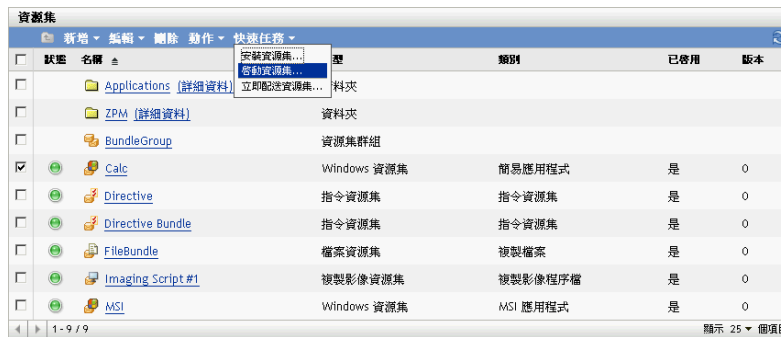 資源集
新增 編輯 刪除 動作 快速任務
狀態 名稱 型 類別 已啓用 版本
安裝資源集...
啓動資源集...
立即配送資源集...
Applications (詳細資料) 料夾
ZPM (詳細資料) 資料夾
BundleGroup 資源集群組
Calc Windows 資源集 簡易應用程式 是 0
Directive 指令資源集 指令資源集 是 0
Directive Bundle 指令資源集 指令資源集 是 0
FileBundle 檔案資源集 複製檔案 是 0
Imaging Script #1 複製影像資源集 複製影像程序檔 是 0
MSI Windows 資源集 MSI 應用程式 是 0
1 - 9 / 9 顯示 25 個項目